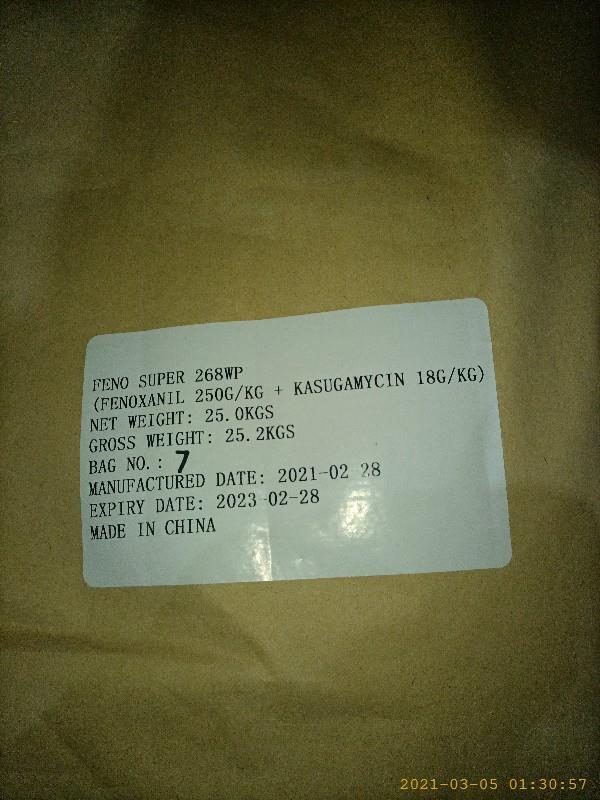 FENO SUPER 268WP
(FENOXANIL 250G/KG + KASUGAMYCIN 18G/KG)
NET WEIGHT: 25.0KGS
GROSS WEIGHT: 25.2KGS
BAG NO.: 7
MANUFACTURED DATE: 2021-02 28
EXPIRY DATE: 2023-02-28
MADE IN CHINA
2021-03-05 01:30:57